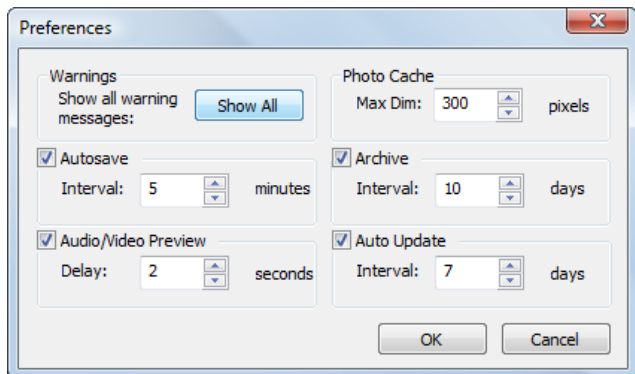 Preferences
Warnings
Show all warning
messages:
Show All
Photo Cache
Max Dim: 300 pixels
Autosave
Interval: 5 minutes
Archive
Interval: 10 days
Audio/Video Preview
Delay: 2 seconds
Auto Update
Interval: 7 days
OK
Cancel